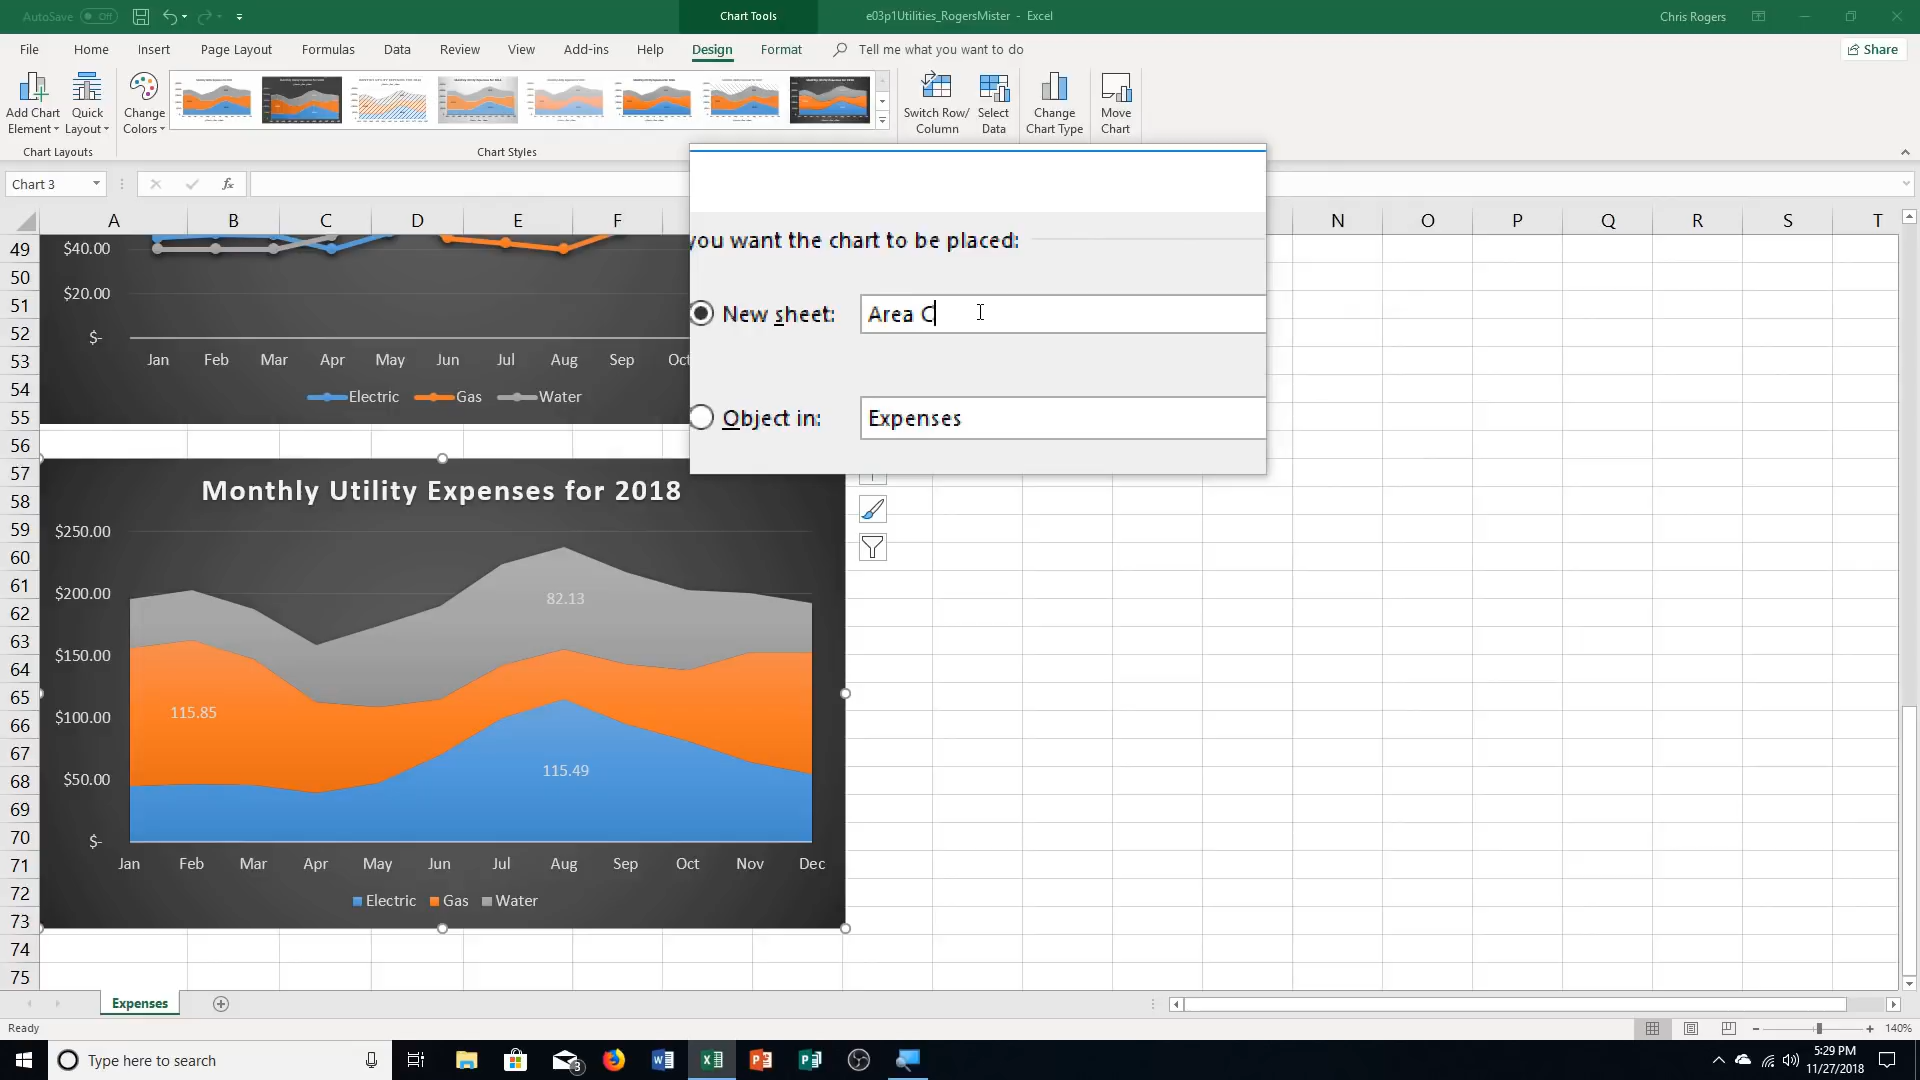 AutoSave Off
Chart Tools
e03p1Utilities_RogersMister - Excel
Chris Rogers
File Home Insert Page Layout Formulas Data Review View Add-ins Help Design Format Tell me what you want to do Share
Add Chart Element
Quick Layout
Change Colors
Switch Row/ Column
Select Data
Change Chart Type
Move Chart
Chart Layouts
Chart Styles
Chart 3
fx
A B C D E F N O P Q R S T
you want the chart to be placed:
New sheet: Area C
Object in: Expenses
49
50
51
52
53
54
55
56
57
58
59
60
61
62
63
64
65
66
67
68
69
70
71
72
73
74
75
$40.00
$20.00
$-
Jan Feb Mar Apr May Jun Jul Aug Sep Oct
Electric Gas Water
Monthly Utility Expenses for 2018
$250.00
$200.00
$150.00
$100.00
$50.00
$-
82.13
115.85
115.49
Jan Feb Mar Apr May Jun Jul Aug Sep Oct Nov Dec
Electric Gas Water
Expenses
Ready
140%
Type here to search
3
5:29 PM
11/27/2018